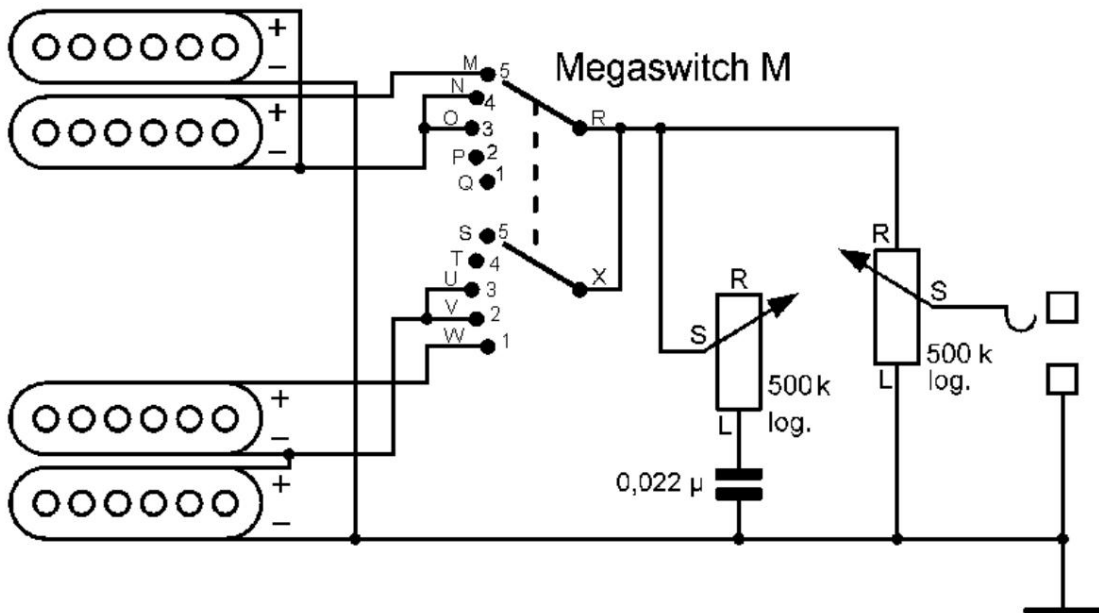 +
−
+
−
Megaswitch M
M 5
N 4
O 3
P 2
Q 1
R
S 5
T 4
U 3
V 2
W 1
X
R
S
L
500 k
log.
R
S
L
500 k
log.
0,022 µ
+
−
+
−